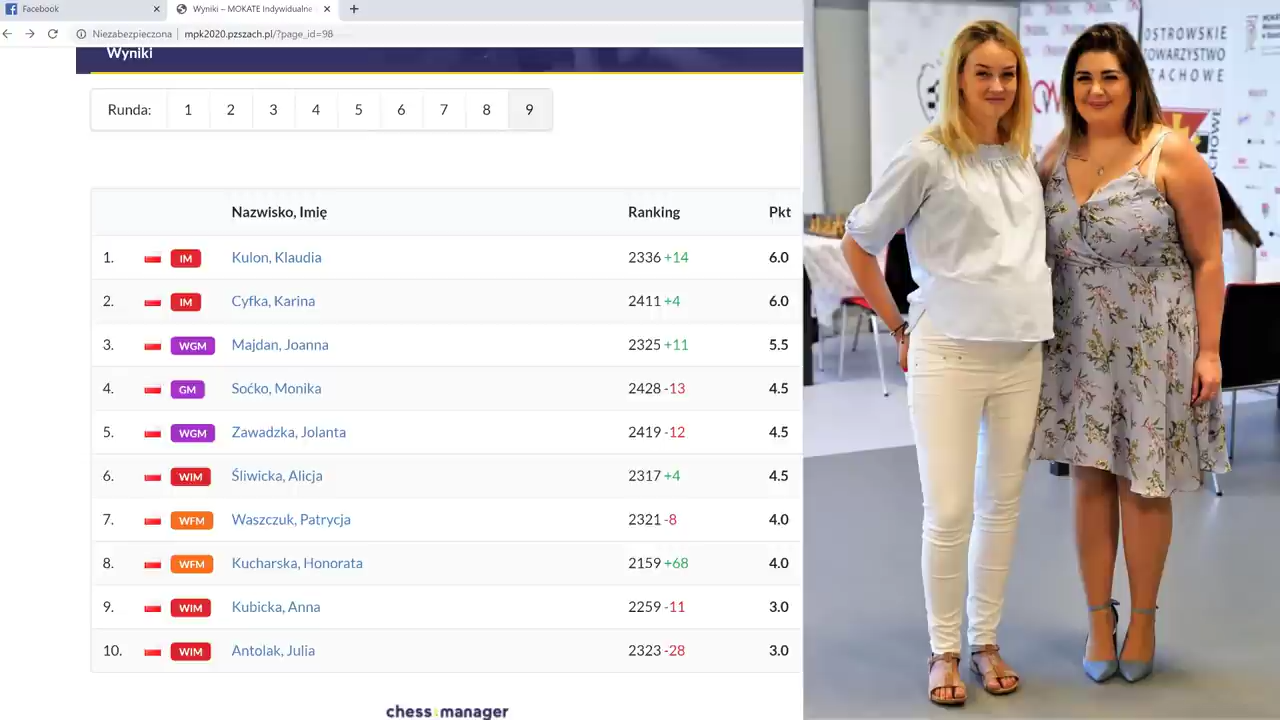 Facebook
Wyniki – MOKATE Indywidualne
Niezabezpieczona | mpk2020.pzszach.pl/?page_id=98
Wyniki
Runda: 1 2 3 4 5 6 7 8 9
Nazwisko, Imię Ranking Pkt
1. IM Kulon, Klaudia 2336 +14 6.0
2. IM Cyfka, Karina 2411 +4 6.0
3. WGM Majdan, Joanna 2325 +11 5.5
4. GM Soćko, Monika 2428 -13 4.5
5. WGM Zawadzka, Jolanta 2419 -12 4.5
6. WIM Śliwicka, Alicja 2317 +4 4.5
7. WFM Waszczuk, Patrycja 2321 -8 4.0
8. WFM Kucharska, Honorata 2159 +68 4.0
9. WIM Kubicka, Anna 2259 -11 3.0
10. WIM Antolak, Julia 2323 -28 3.0
chess manager
OSTROWSKIE
TOWARZYSTWO
ZACHOWE
CHOWE